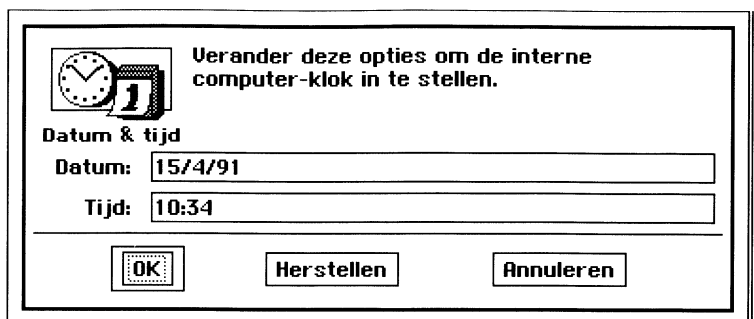 Verander deze opties om de interne
computer-klok in te stellen.
1
Datum & tijd
Datum: 15/4/91
Tijd: 10:34
OK Herstellen Annuleren